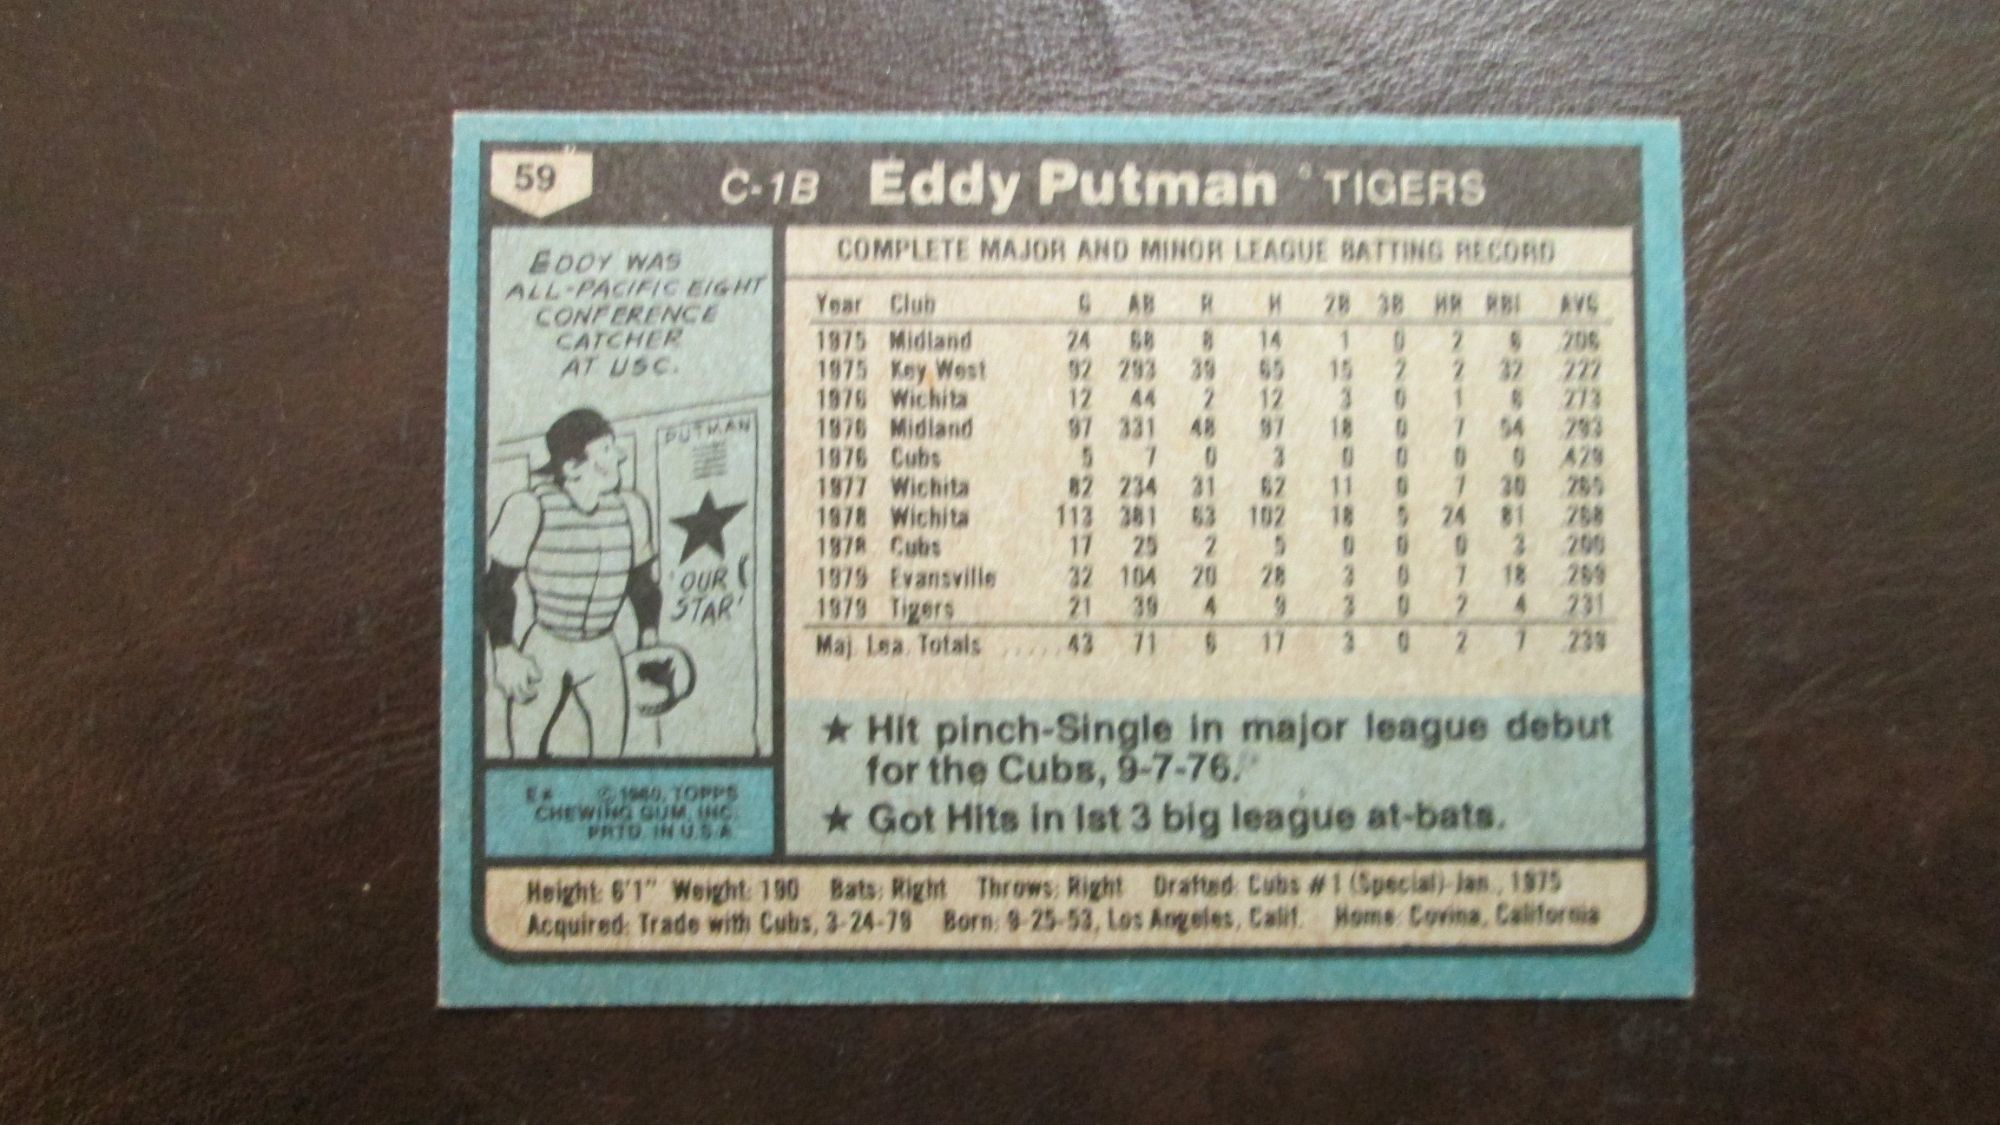 59 C-1B Eddy Putman TIGERS
EDDY WAS
ALL-PACIFIC EIGHT
CONFERENCE
CATCHER
AT USC.
PUTMAN
"OUR
STAR"
E* © 1980, TOPPS
CHEWING GUM, INC.
PRTD. IN U.S.A.
COMPLETE MAJOR AND MINOR LEAGUE BATTING RECORD
Year Club G AB R H 2B 3B HR RBI AVG
1975 Midland 24 68 8 14 1 0 2 6 .206
1975 Key West 92 293 39 65 15 2 2 32 .222
1976 Wichita 12 44 2 12 3 0 1 6 .273
1976 Midland 97 331 48 97 18 0 7 54 .293
1976 Cubs 5 7 0 3 0 0 0 0 .429
1977 Wichita 82 234 31 62 11 0 7 30 .265
1978 Wichita 113 381 63 102 18 5 24 81 .268
1978 Cubs 17 25 2 5 0 0 0 3 .200
1979 Evansville 32 104 20 28 3 0 7 18 .269
1979 Tigers 21 39 4 9 3 0 2 4 .231
Maj. Lea. Totals ..... 43 71 6 17 3 0 2 7 .239
★ Hit pinch-Single in major league debut
for the Cubs, 9-7-76.
★ Got Hits in 1st 3 big league at-bats.
Height: 6'1" Weight: 190 Bats: Right Throws: Right Drafted: Cubs #1 (Special)-Jan., 1975
Acquired: Trade with Cubs, 3-24-79 Born: 9-25-53, Los Angeles, Calif. Home: Covina, California